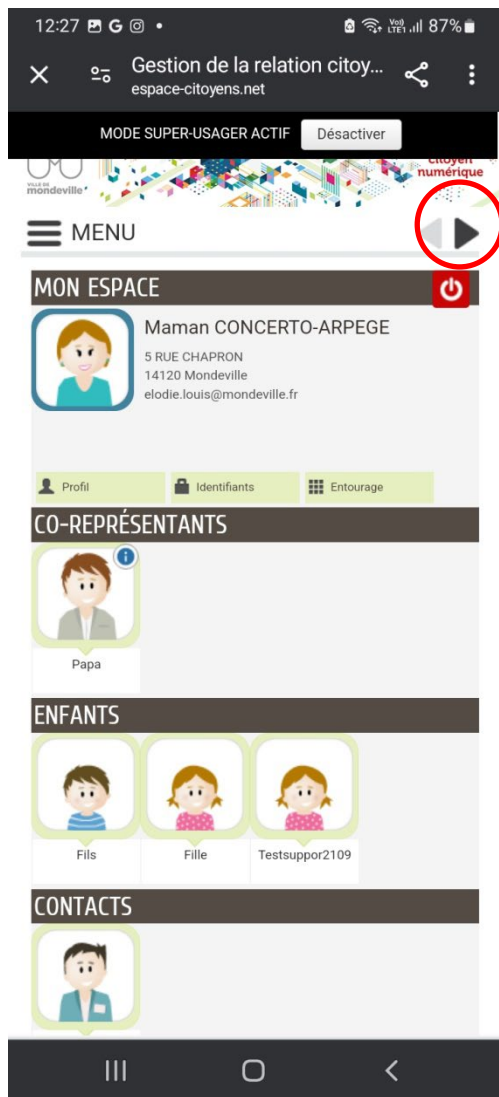 12:27
87%
Gestion de la relation citoy...
espace-citoyens.net
MODE SUPER-USAGER ACTIF Désactiver
VILLE DE
mondeville
citoyen
numérique
MENU
MON ESPACE
Maman CONCERTO-ARPEGE
5 RUE CHAPRON
14120 Mondeville
elodie.louis@mondeville.fr
Profil Identifiants Entourage
CO-REPRÉSENTANTS
Papa
ENFANTS
Fils Fille Testsuppor2109
CONTACTS